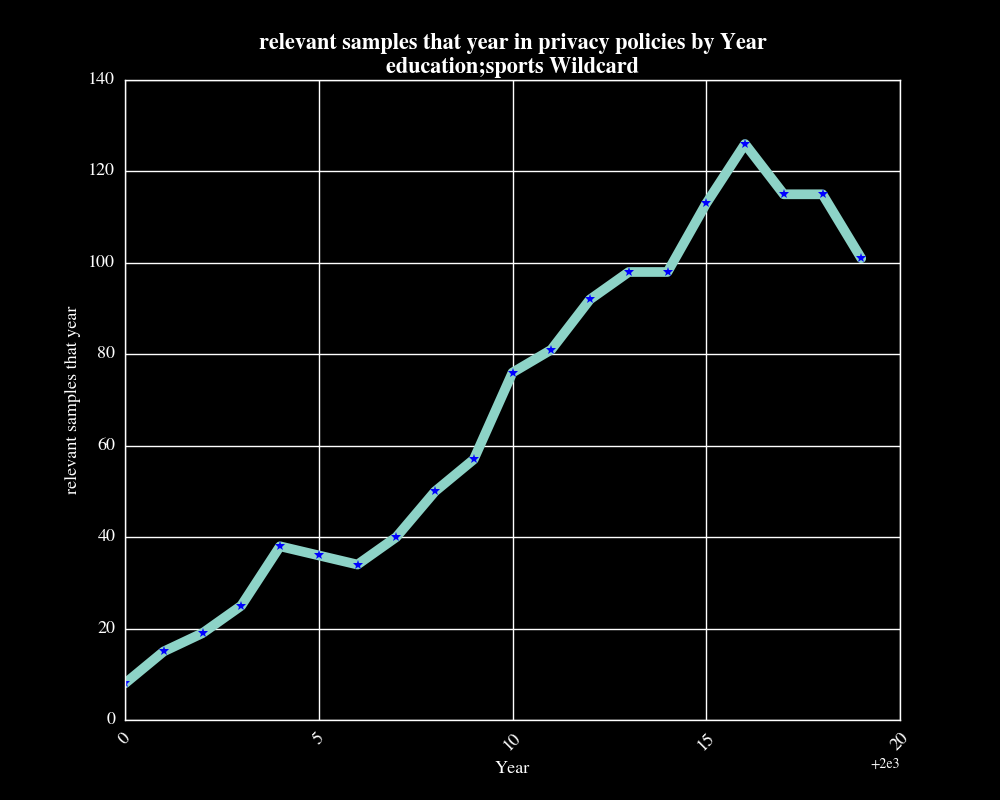 relevant samples that year in privacy policies by Year
education;sports Wildcard
140
120
100
80
60
40
20
0
relevant samples that year
0
5
10
15
20
+2e3
Year